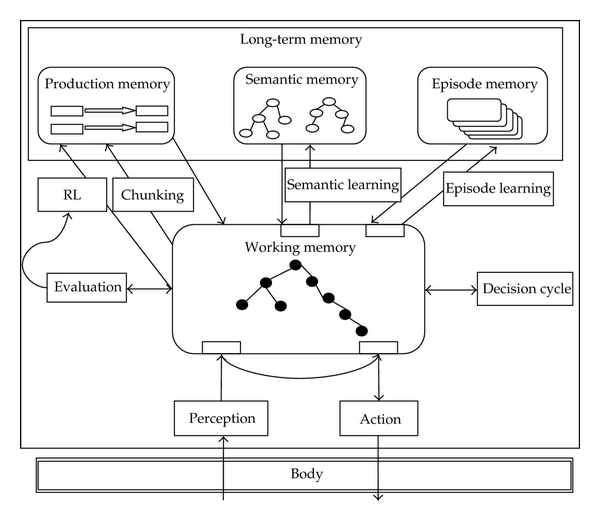 Long-term memory
Production memory
Semantic memory
Episode memory
RL
Chunking
Semantic learning
Episode learning
Working memory
Evaluation
Decision cycle
Perception
Action
Body